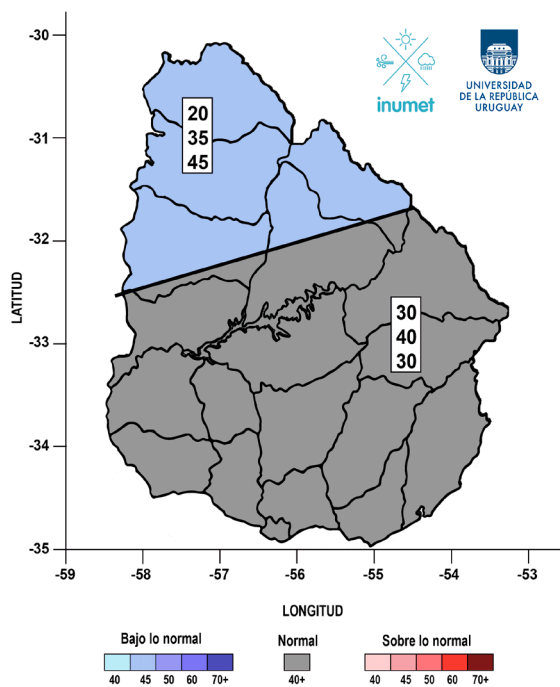 inumet
UNIVERSIDAD
DE LA REPÚBLICA
URUGUAY
-30
-31
-32
-33
-34
-35
LATITUD
20
35
45
30
40
30
-59
-58
-57
-56
-55
-54
-53
LONGITUD
Bajo lo normal
Normal
Sobre lo normal
40 45 50 60 70+
40+
40 45 50 60 70+